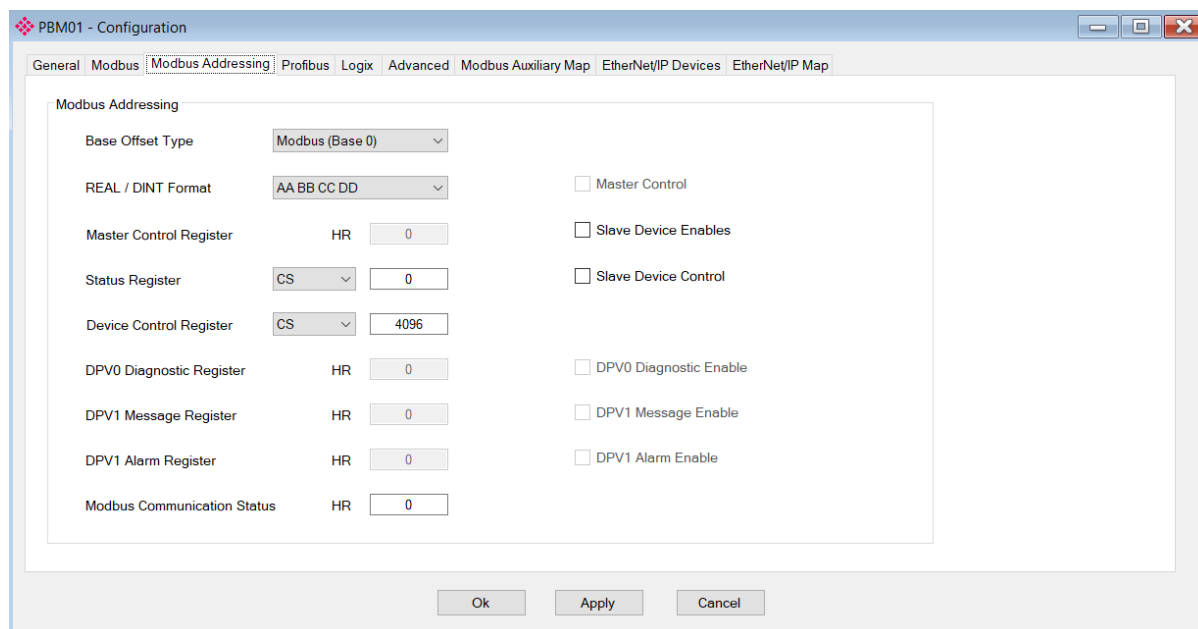 PBM01 - Configuration
General Modbus Modbus Addressing Profibus Logix Advanced Modbus Auxiliary Map EtherNet/IP Devices EtherNet/IP Map
Modbus Addressing
Base Offset Type Modbus (Base 0)
REAL / DINT Format AA BB CC DD Master Control
Master Control Register HR 0 Slave Device Enables
Status Register CS 0 Slave Device Control
Device Control Register CS 4096
DPV0 Diagnostic Register HR 0 DPV0 Diagnostic Enable
DPV1 Message Register HR 0 DPV1 Message Enable
DPV1 Alarm Register HR 0 DPV1 Alarm Enable
Modbus Communication Status HR 0
Ok Apply Cancel